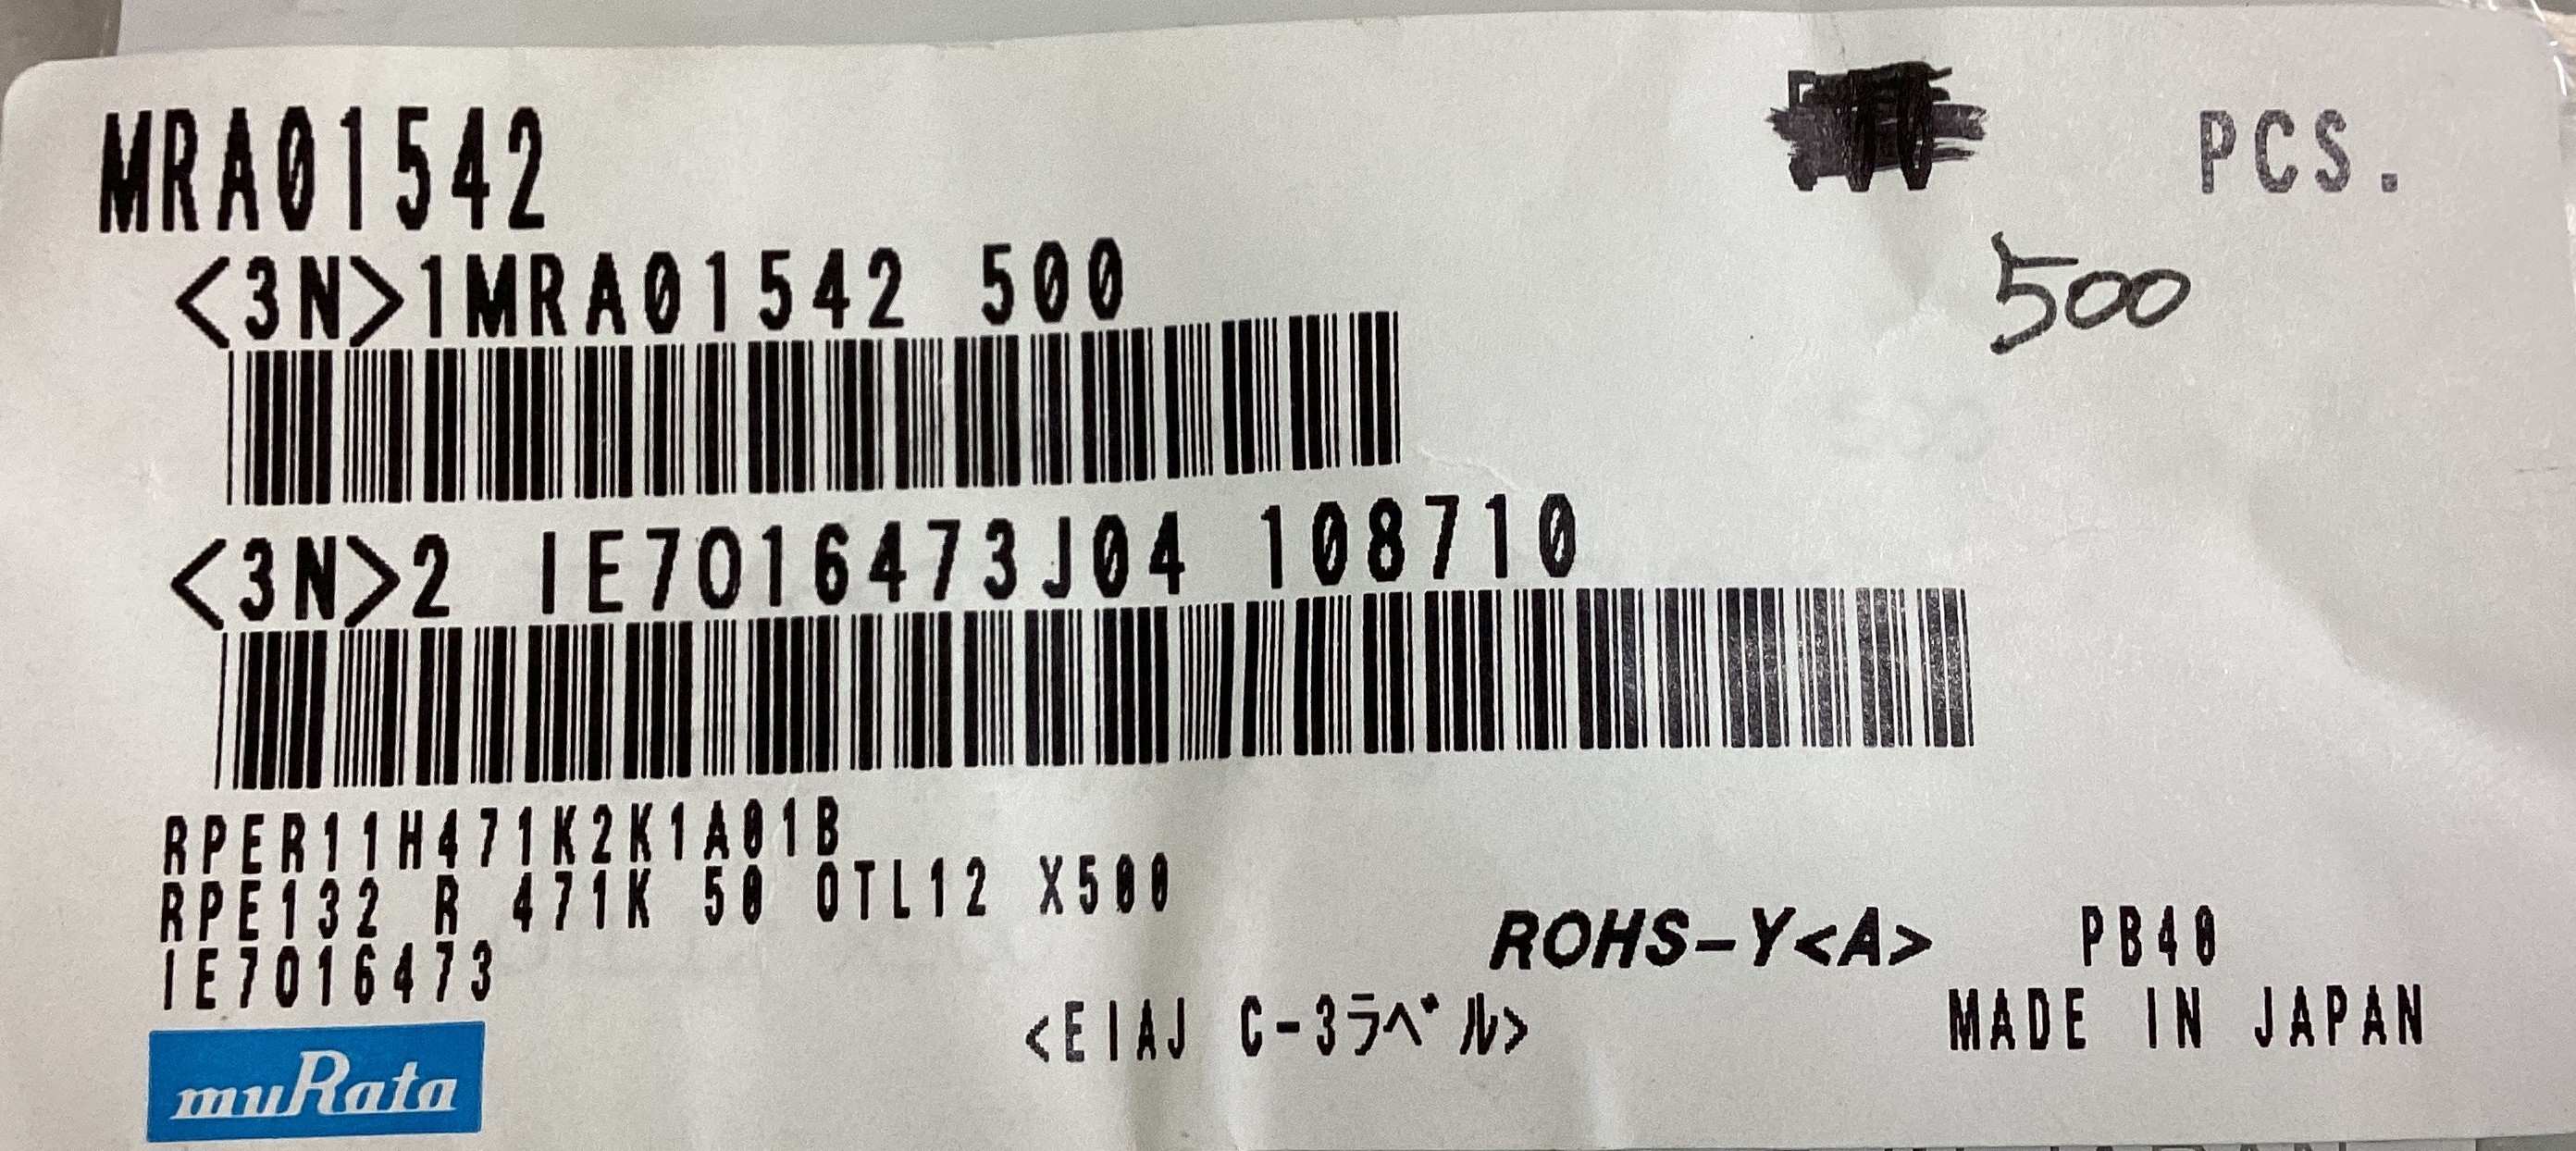 MRA01542 PCS.
500
<3N>1MRA01542 500
<3N>2 IE7016473J04 108710
RPER11H471K2K1A01B
RPE132 R 471K 50 OTL12 X500
IE7016473
ROHS-Y<A> PB40
<EIAJ C-3ラベル> MADE IN JAPAN
muRata